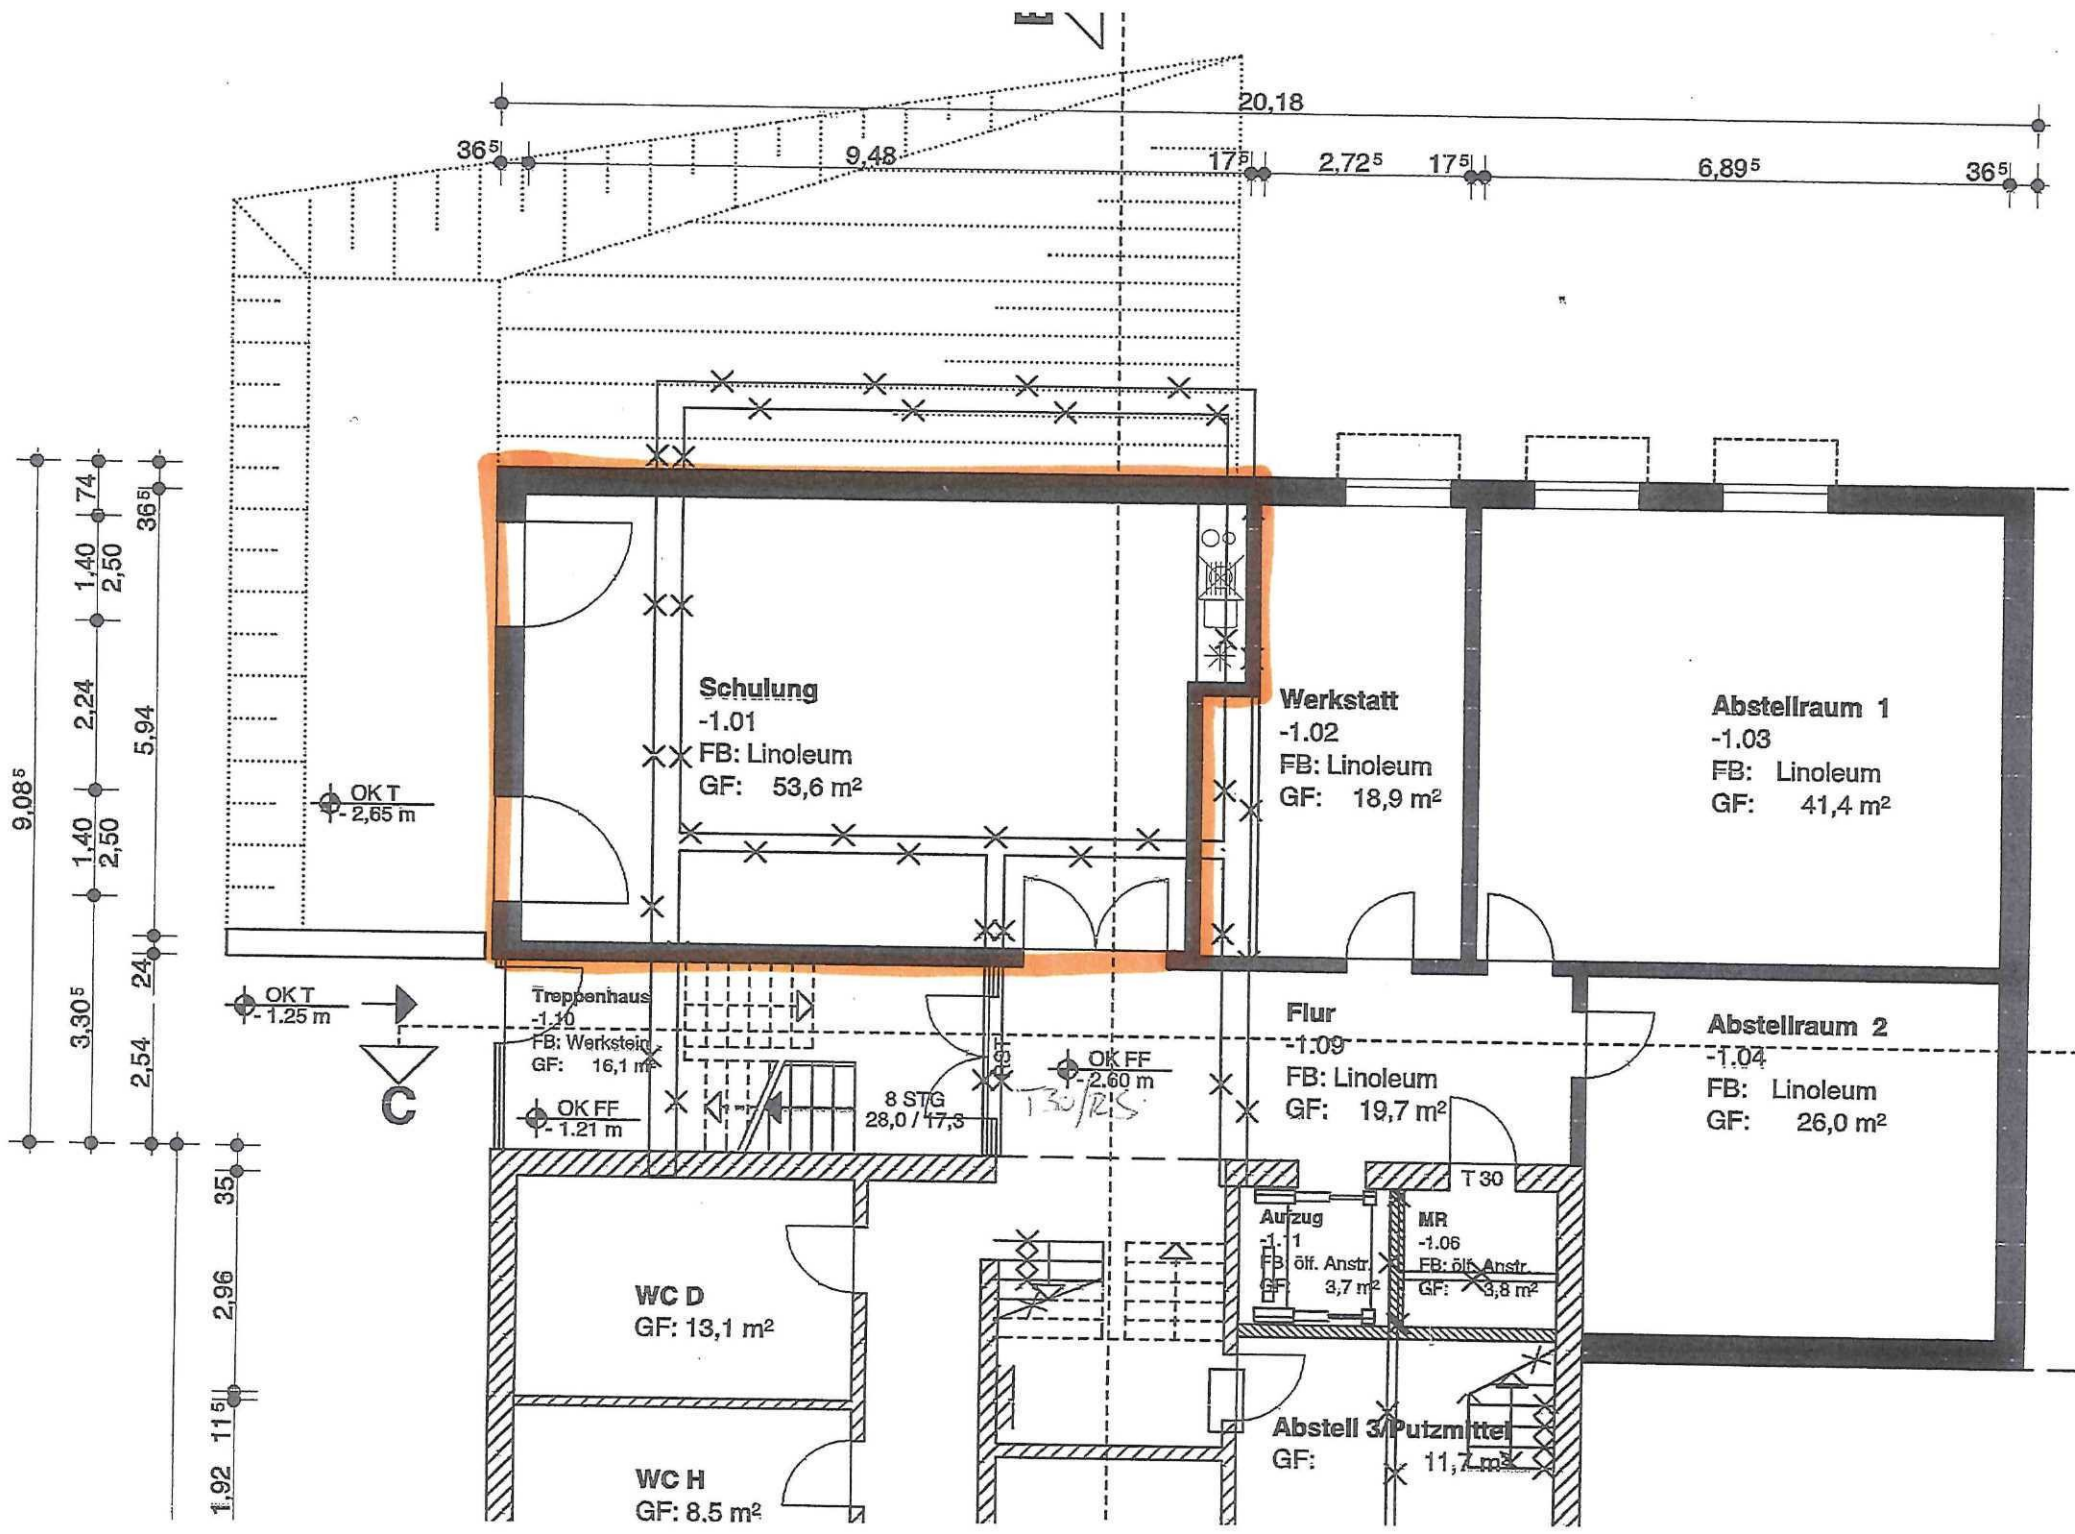 E
20,18
36⁵
9,48
17⁵
2,72⁵
17⁵
6,89⁵
36⁵
74
36⁵
1,40
2,50
2,24
5,94
9,08⁵
1,40
2,50
24
3,30⁵
2,54
35
2,96
11⁵
1,92
Schulung
-1.01
FB: Linoleum
GF: 53,6 m²
Werkstatt
-1.02
FB: Linoleum
GF: 18,9 m²
Abstellraum 1
-1.03
FB: Linoleum
GF: 41,4 m²
OK T
- 2,65 m
OK T
- 1.25 m
C
Treppenhaus
-1.10
FB: Werkstein
GF: 16,1 m²
OK FF
- 1.21 m
8 STG
28,0 / 17,3
OK FF
- 2.60 m
T30/RS
Flur
-1.09
FB: Linoleum
GF: 19,7 m²
Abstellraum 2
-1.04
FB: Linoleum
GF: 26,0 m²
T 30
Aufzug
-1.11
FB: ölf. Anstr.
GF: 3,7 m²
MR
-1.06
FB: ölf. Anstr.
GF: 3,8 m²
WC D
GF: 13,1 m²
WC H
GF: 8,5 m²
Abstell 3/Putzmittel
GF: 11,7 m²